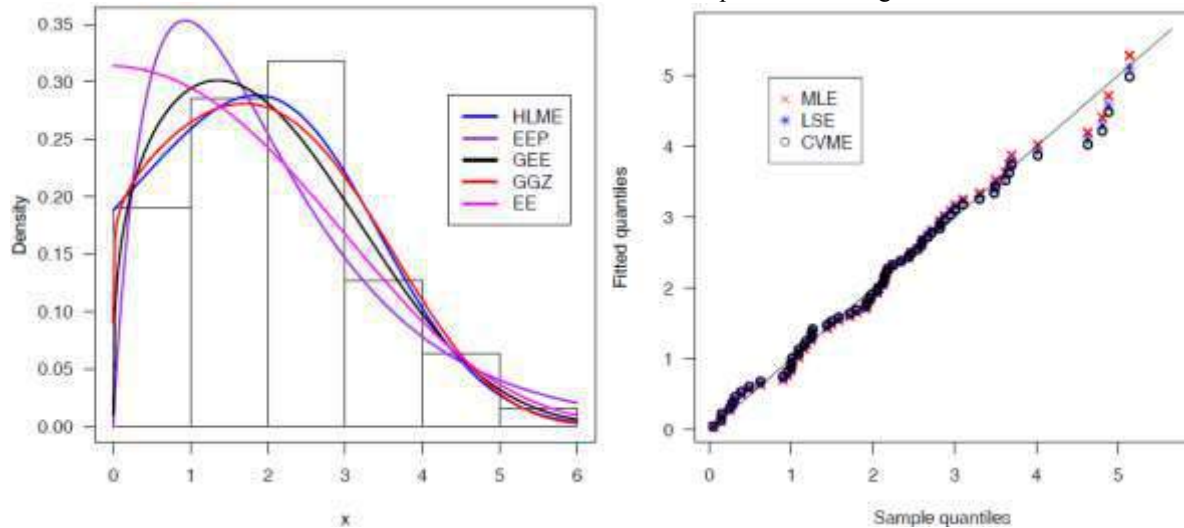 0.35
0.30
0.25
0.20
0.15
0.10
0.05
0.00
Density
0 1 2 3 4 5 6
x
HLME
EEP
GEE
GGZ
EE
5
4
3
2
1
0
Fitted quantiles
0 1 2 3 4 5
Sample quantiles
MLE
LSE
CVME